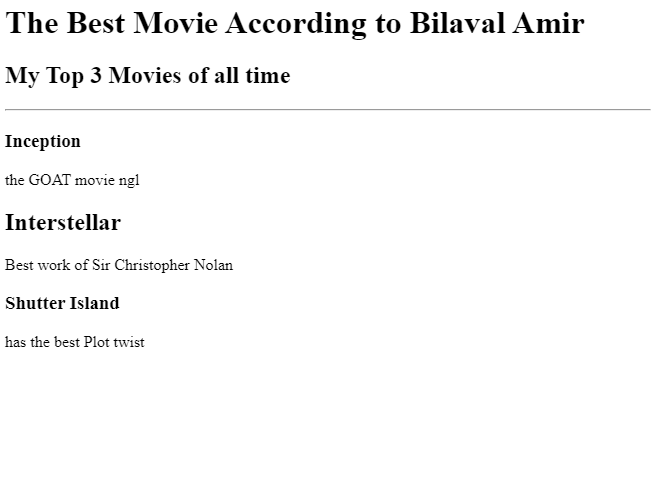 The Best Movie According to Bilaval Amir
My Top 3 Movies of all time
Inception
the GOAT movie ngl
Interstellar
Best work of Sir Christopher Nolan
Shutter Island
has the best Plot twist